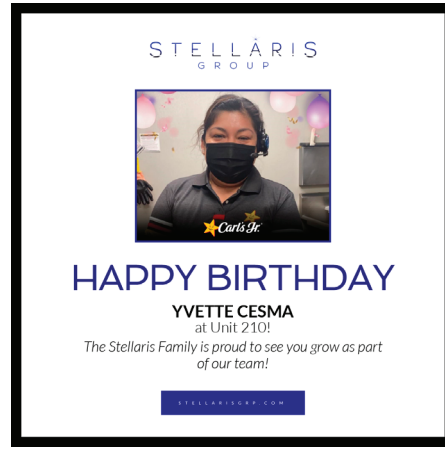 STELLARIS
GROUP
Carl's Jr.
HAPPY BIRTHDAY
YVETTE CESMA
at Unit 210!
The Stellaris Family is proud to see you grow as part
of our team!
STELLARISGRP.COM